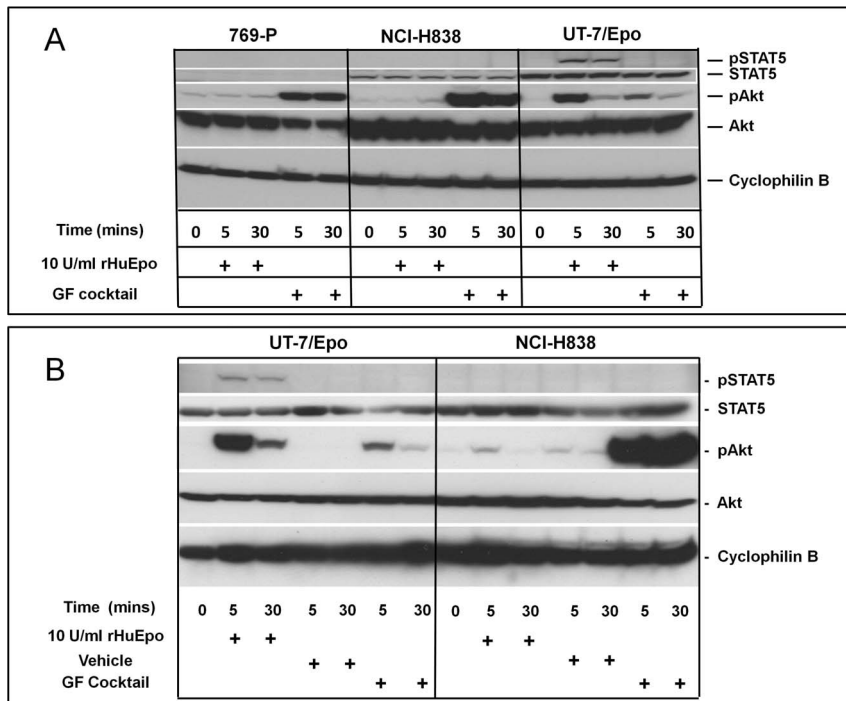 A
769-P NCI-H838 UT-7/Epo
pSTAT5
STAT5
pAkt
Akt
Cyclophilin B
Time (mins) 0 5 30 5 30 0 5 30 5 30 0 5 30 5 30
10 U/ml rHuEpo + + + + + +
GF cocktail + + + + + +
B
UT-7/Epo NCI-H838
- pSTAT5
- STAT5
- pAkt
- Akt
- Cyclophilin B
Time (mins) 0 5 30 5 30 5 30 0 5 30 5 30 5 30
10 U/ml rHuEpo + + + +
Vehicle + + + +
GF Cocktail + + + +